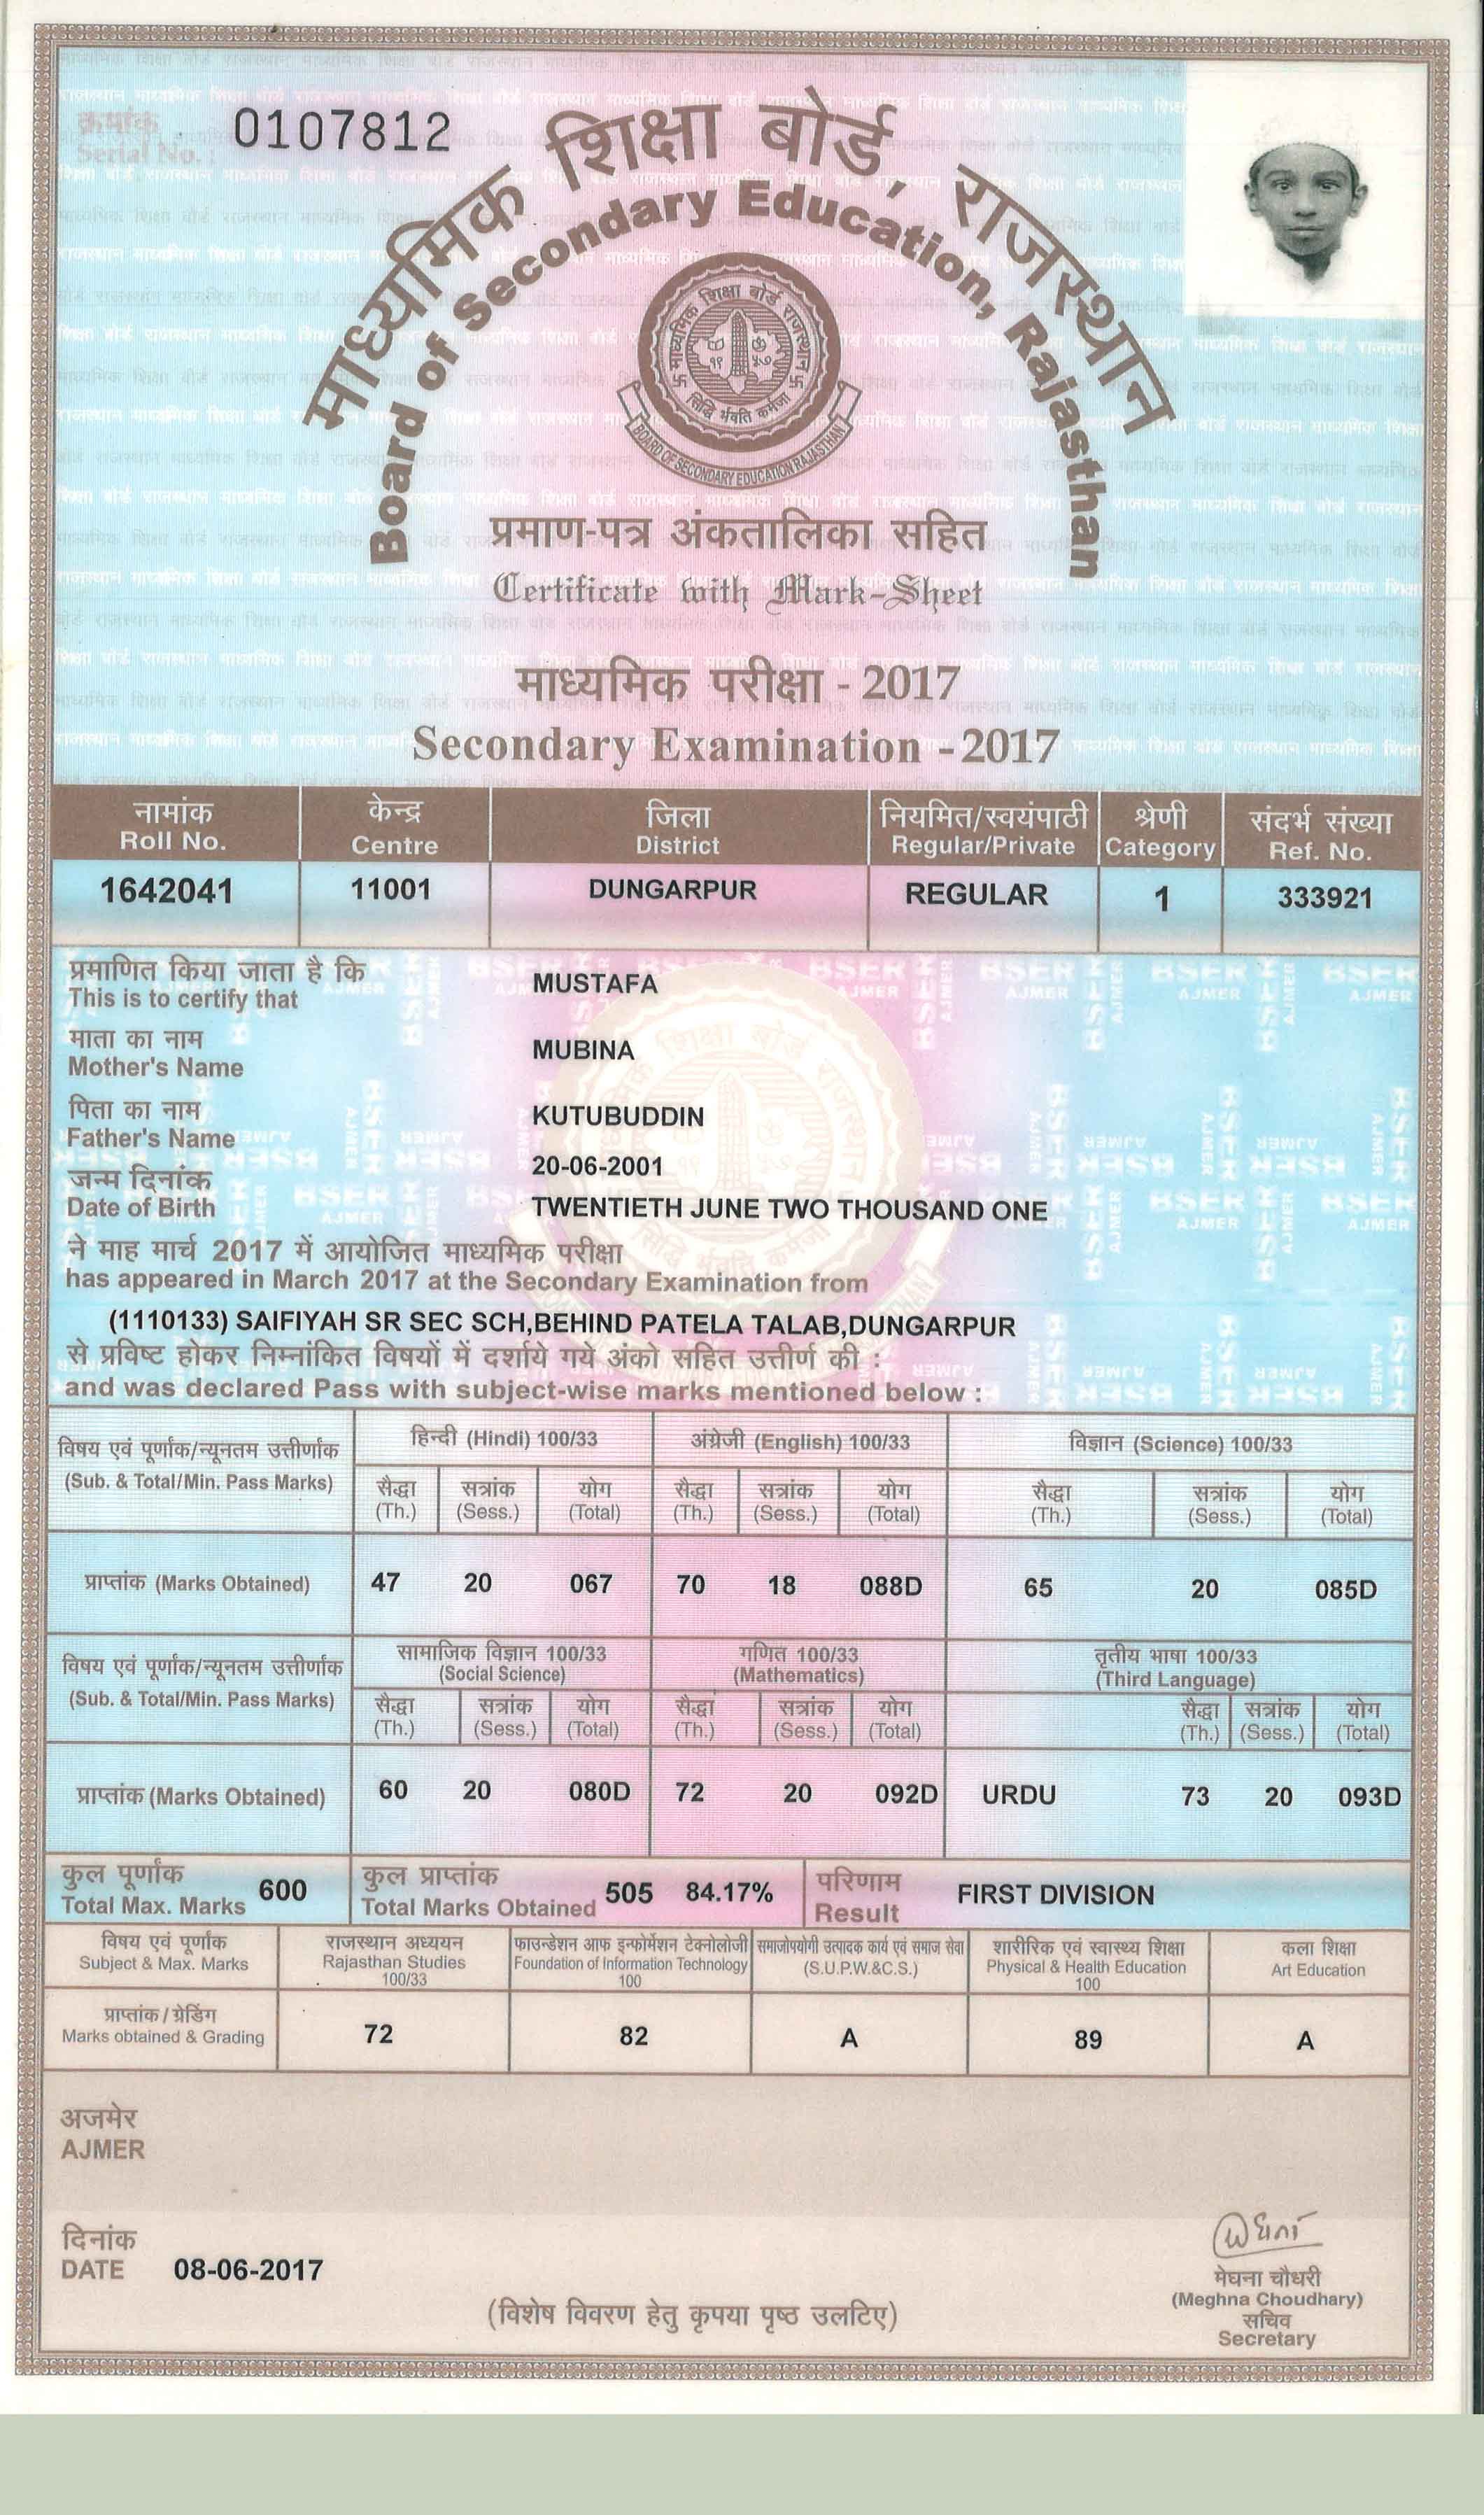 क्रमांक
Serial No. : 0107812
माध्यमिक शिक्षा बोर्ड, राजस्थान
Board of Secondary Education, Rajasthan
माध्यमिक शिक्षा बोर्ड राजस्थान
१९ ५७
सिद्धि र्भवति कर्मजा
BOARD OF SECONDARY EDUCATION RAJASTHAN
प्रमाण-पत्र अंकतालिका सहित
Certificate with Mark-Sheet
माध्यमिक परीक्षा - 2017
Secondary Examination - 2017
नामांक केन्द्र जिला नियमित/स्वयंपाठी श्रेणी संदर्भ संख्या
Roll No. Centre District Regular/Private Category Ref. No.
1642041 11001 DUNGARPUR REGULAR 1 333921
प्रमाणित किया जाता है कि
This is to certify that MUSTAFA
माता का नाम
Mother's Name MUBINA
पिता का नाम
Father's Name KUTUBUDDIN
जन्म दिनांक 20-06-2001
Date of Birth TWENTIETH JUNE TWO THOUSAND ONE
ने माह मार्च 2017 में आयोजित माध्यमिक परीक्षा
has appeared in March 2017 at the Secondary Examination from
(1110133) SAIFIYAH SR SEC SCH,BEHIND PATELA TALAB,DUNGARPUR
से प्रविष्ट होकर निम्नांकित विषयों में दर्शाये गये अंको सहित उत्तीर्ण की :
and was declared Pass with subject-wise marks mentioned below :
विषय एवं पूर्णांक/न्यूनतम उत्तीर्णांक हिन्दी (Hindi) 100/33 अंग्रेजी (English) 100/33 विज्ञान (Science) 100/33
(Sub. & Total/Min. Pass Marks) सैद्धा सत्रांक योग सैद्धा सत्रांक योग सैद्धा सत्रांक योग
(Th.) (Sess.) (Total) (Th.) (Sess.) (Total) (Th.) (Sess.) (Total)
प्राप्तांक (Marks Obtained) 47 20 067 70 18 088D 65 20 085D
विषय एवं पूर्णांक/न्यूनतम उत्तीर्णांक सामाजिक विज्ञान 100/33 गणित 100/33 तृतीय भाषा 100/33
(Social Science) (Mathematics) (Third Language)
(Sub. & Total/Min. Pass Marks) सैद्धा सत्रांक योग सैद्धा सत्रांक योग सैद्धा सत्रांक योग
(Th.) (Sess.) (Total) (Th.) (Sess.) (Total) (Th.) (Sess.) (Total)
प्राप्तांक (Marks Obtained) 60 20 080D 72 20 092D URDU 73 20 093D
कुल पूर्णांक 600 कुल प्राप्तांक 505 84.17% परिणाम FIRST DIVISION
Total Max. Marks Total Marks Obtained Result
विषय एवं पूर्णांक राजस्थान अध्ययन फाउन्डेशन आफ इन्फोर्मेशन टेक्नोलोजी समाजोपयोगी उत्पादक कार्य एवं समाज सेवा शारीरिक एवं स्वास्थ्य शिक्षा कला शिक्षा
Subject & Max. Marks Rajasthan Studies Foundation of Information Technology (S.U.P.W.&C.S.) Physical & Health Education Art Education
100/33 100 100
प्राप्तांक / ग्रेडिंग
Marks obtained & Grading 72 82 A 89 A
अजमेर
AJMER
दिनांक
DATE 08-06-2017
मेघना चौधरी
(Meghna Choudhary)
सचिव
Secretary
(विशेष विवरण हेतु कृपया पृष्ठ उलटिए)